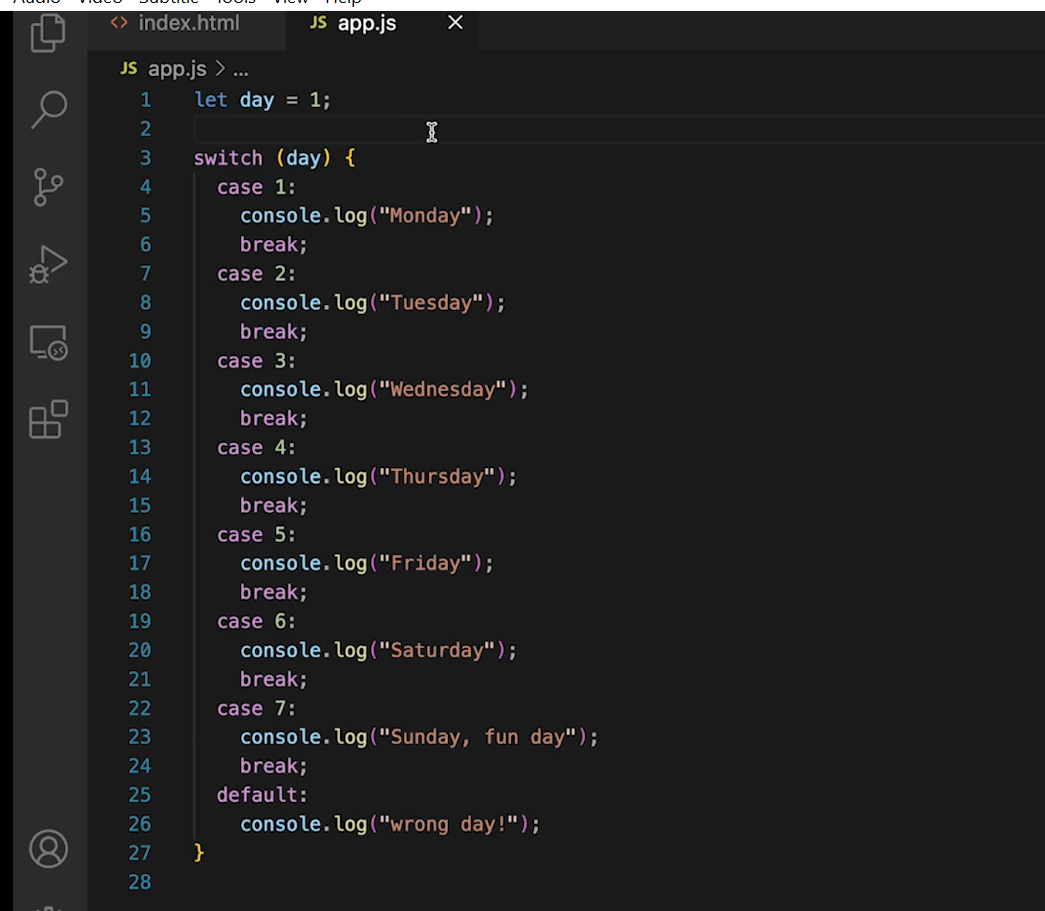 Audio Video Subtitle Tools View Help
<> index.html JS app.js ×
JS app.js > ...
1 let day = 1;
2
3 switch (day) {
4 case 1:
5 console.log("Monday");
6 break;
7 case 2:
8 console.log("Tuesday");
9 break;
10 case 3:
11 console.log("Wednesday");
12 break;
13 case 4:
14 console.log("Thursday");
15 break;
16 case 5:
17 console.log("Friday");
18 break;
19 case 6:
20 console.log("Saturday");
21 break;
22 case 7:
23 console.log("Sunday, fun day");
24 break;
25 default:
26 console.log("wrong day!");
27 }
28